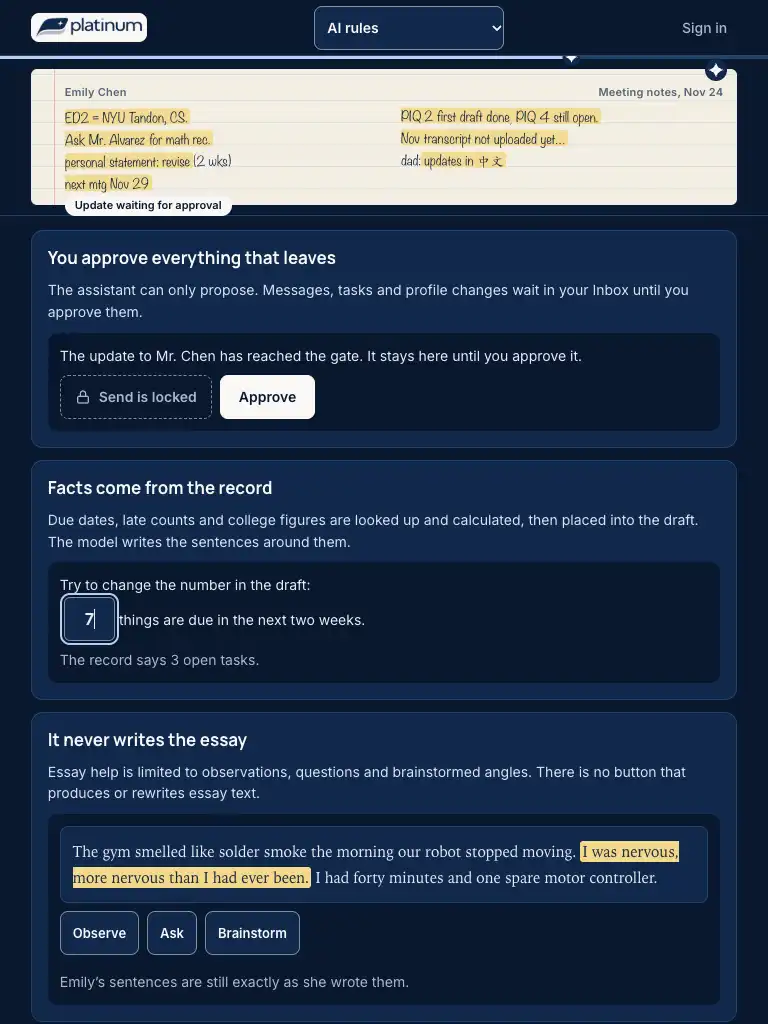 platinum
AI rules
Sign in
Emily Chen
Meeting notes, Nov 24
ED2 = NYU Tandon, CS.
Ask Mr. Alvarez for math rec.
personal statement: revise (2 wks)
next mtg Nov 29
PIQ 2 first draft done, PIQ 4 still open.
Nov transcript not uploaded yet...
dad: updates in 中文
Update waiting for approval
You approve everything that leaves
The assistant can only propose. Messages, tasks and profile changes wait in your Inbox until you
approve them.
The update to Mr. Chen has reached the gate. It stays here until you approve it.
Send is locked
Approve
Facts come from the record
Due dates, late counts and college figures are looked up and calculated, then placed into the draft.
The model writes the sentences around them.
Try to change the number in the draft:
7 things are due in the next two weeks.
The record says 3 open tasks.
It never writes the essay
Essay help is limited to observations, questions and brainstormed angles. There is no button that
produces or rewrites essay text.
The gym smelled like solder smoke the morning our robot stopped moving. I was nervous,
more nervous than I had ever been. I had forty minutes and one spare motor controller.
Observe
Ask
Brainstorm
Emily’s sentences are still exactly as she wrote them.